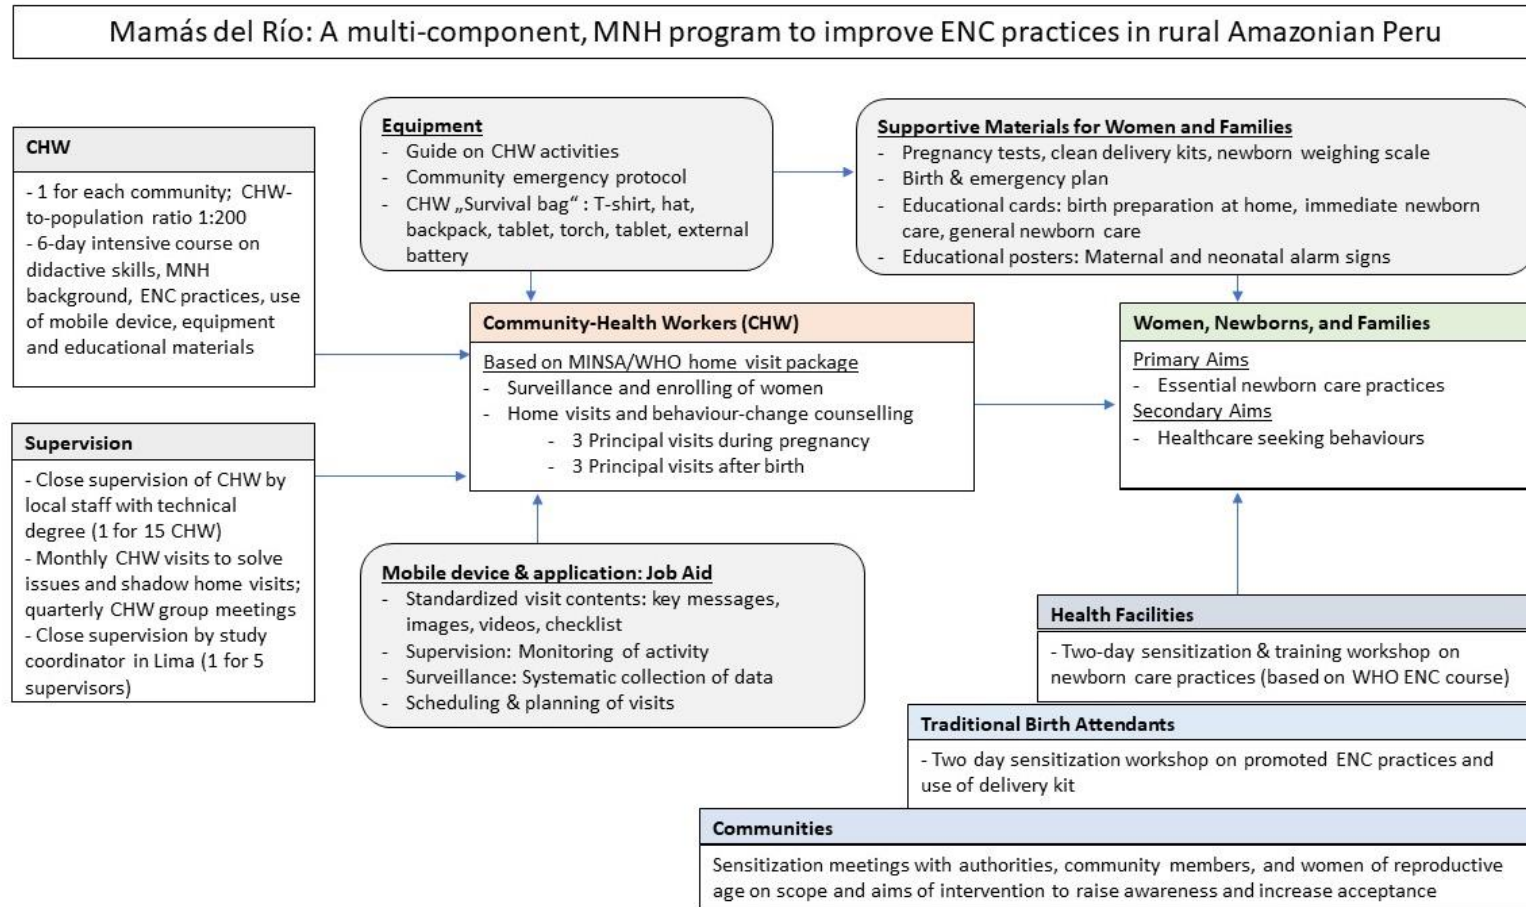 Mamás del Río: A multi-component, MNH program to improve ENC practices in rural Amazonian Peru
CHW
- 1 for each community; CHW-
to-population ratio 1:200
- 6-day intensive course on
didactive skills, MNH
background, ENC practices, use
of mobile device, equipment
and educational materials
Supervision
- Close supervision of CHW by
local staff with technical
degree (1 for 15 CHW)
- Monthly CHW visits to solve
issues and shadow home visits;
quarterly CHW group meetings
- Close supervision by study
coordinator in Lima (1 for 5
supervisors)
Equipment
- Guide on CHW activities
- Community emergency protocol
- CHW „Survival bag“ : T-shirt, hat,
backpack, tablet, torch, tablet, external
battery
Community-Health Workers (CHW)
Based on MINSA/WHO home visit package
- Surveillance and enrolling of women
- Home visits and behaviour-change counselling
- 3 Principal visits during pregnancy
- 3 Principal visits after birth
Mobile device & application: Job Aid
- Standardized visit contents: key messages,
images, videos, checklist
- Supervision: Monitoring of activity
- Surveillance: Systematic collection of data
- Scheduling & planning of visits
Supportive Materials for Women and Families
- Pregnancy tests, clean delivery kits, newborn weighing scale
- Birth & emergency plan
- Educational cards: birth preparation at home, immediate newborn
care, general newborn care
- Educational posters: Maternal and neonatal alarm signs
Women, Newborns, and Families
Primary Aims
- Essential newborn care practices
Secondary Aims
- Healthcare seeking behaviours
Health Facilities
- Two-day sensitization & training workshop on
newborn care practices (based on WHO ENC course)
Traditional Birth Attendants
- Two day sensitization workshop on promoted ENC practices and
use of delivery kit
Communities
Sensitization meetings with authorities, community members, and women of reproductive
age on scope and aims of intervention to raise awareness and increase acceptance